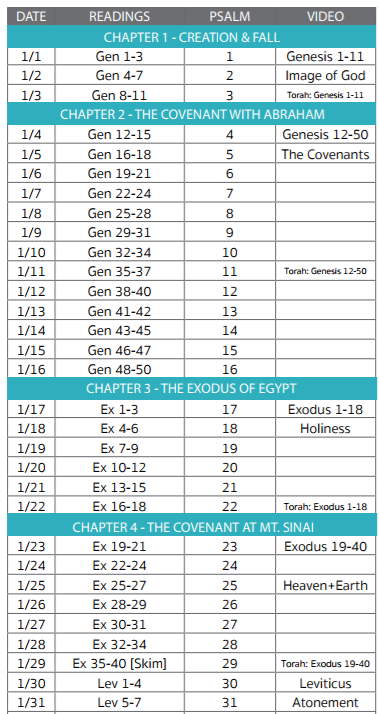 DATE READINGS PSALM VIDEO
CHAPTER 1 - CREATION & FALL
1/1 Gen 1-3 1 Genesis 1-11
1/2 Gen 4-7 2 Image of God
1/3 Gen 8-11 3 Torah: Genesis 1-11
CHAPTER 2 - THE COVENANT WITH ABRAHAM
1/4 Gen 12-15 4 Genesis 12-50
1/5 Gen 16-18 5 The Covenants
1/6 Gen 19-21 6
1/7 Gen 22-24 7
1/8 Gen 25-28 8
1/9 Gen 29-31 9
1/10 Gen 32-34 10
1/11 Gen 35-37 11 Torah: Genesis 12-50
1/12 Gen 38-40 12
1/13 Gen 41-42 13
1/14 Gen 43-45 14
1/15 Gen 46-47 15
1/16 Gen 48-50 16
CHAPTER 3 - THE EXODUS OF EGYPT
1/17 Ex 1-3 17 Exodus 1-18
1/18 Ex 4-6 18 Holiness
1/19 Ex 7-9 19
1/20 Ex 10-12 20
1/21 Ex 13-15 21
1/22 Ex 16-18 22 Torah: Exodus 1-18
CHAPTER 4 - THE COVENANT AT MT. SINAI
1/23 Ex 19-21 23 Exodus 19-40
1/24 Ex 22-24 24
1/25 Ex 25-27 25 Heaven+Earth
1/26 Ex 28-29 26
1/27 Ex 30-31 27
1/28 Ex 32-34 28
1/29 Ex 35-40 [Skim] 29 Torah: Exodus 19-40
1/30 Lev 1-4 30 Leviticus
1/31 Lev 5-7 31 Atonement